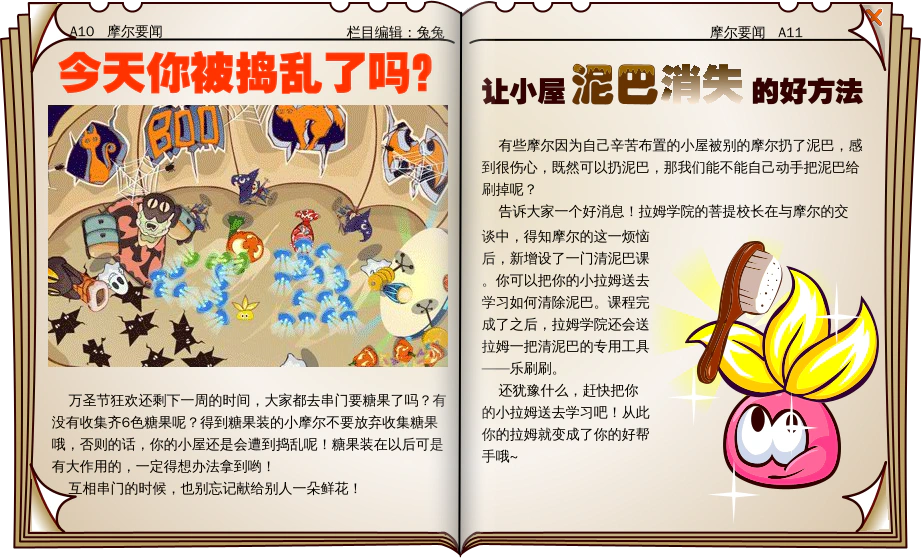 A10 摩尔要闻
栏目编辑：兔兔
今天你被捣乱了吗?
BOO
万圣节狂欢还剩下一周的时间，大家都去串门要糖果了吗？有
没有收集齐6色糖果呢？得到糖果装的小摩尔不要放弃收集糖果
哦，否则的话，你的小屋还是会遭到捣乱呢！糖果装在以后可是
有大作用的，一定得想办法拿到哟！
互相串门的时候，也别忘记献给别人一朵鲜花！
摩尔要闻 A11
让小屋泥巴消失的好方法
有些摩尔因为自己辛苦布置的小屋被别的摩尔扔了泥巴，感
到很伤心，既然可以扔泥巴，那我们能不能自己动手把泥巴给
刷掉呢？
告诉大家一个好消息！拉姆学院的菩提校长在与摩尔的交
谈中，得知摩尔的这一烦恼
后，新增设了一门清泥巴课
。你可以把你的小拉姆送去
学习如何清除泥巴。课程完
成了之后，拉姆学院还会送
拉姆一把清泥巴的专用工具
——乐刷刷。
还犹豫什么，赶快把你
的小拉姆送去学习吧！从此
你的拉姆就变成了你的好帮
手哦~